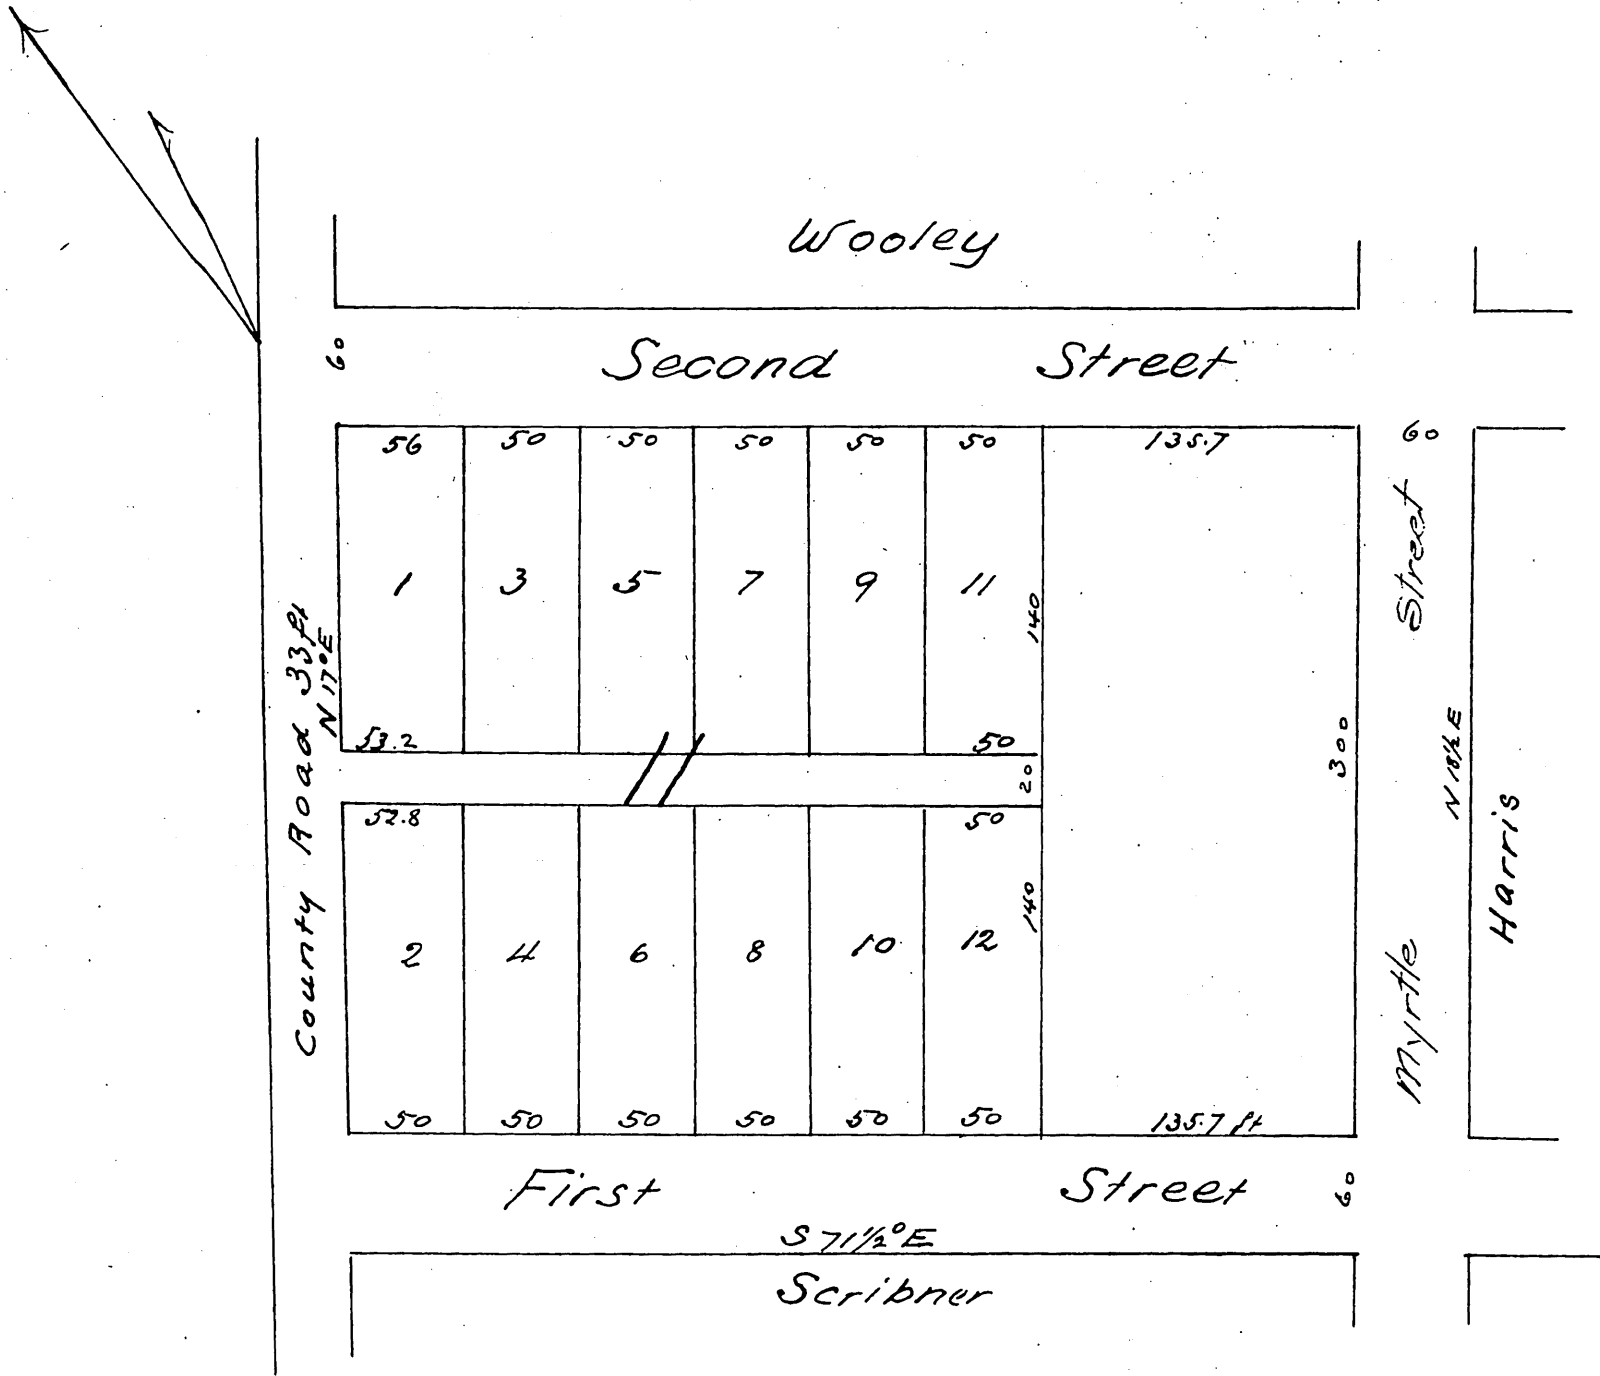 Wooley
60
Second Street
56 50 50 50 50 50 135.7
60
1 3 5 7 9 11
140
Street
County Road 33 ft
N 17° E
53.2 50
20
300
N 18½ E
52.8 50
Harris
140
2 4 6 8 10 12
Myrtle
50 50 50 50 50 50 135.7 ft
First Street
60
S 71½° E
Scribner